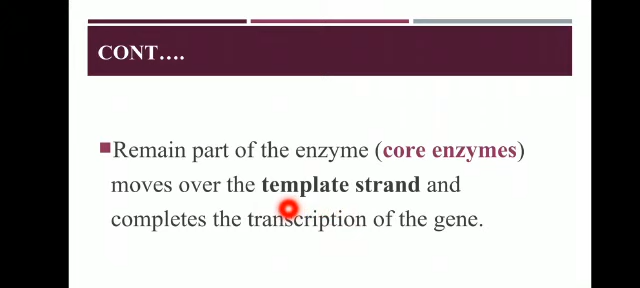 CONT....
Remain part of the enzyme (core enzymes)
moves over the template strand and
completes the transcription of the gene.